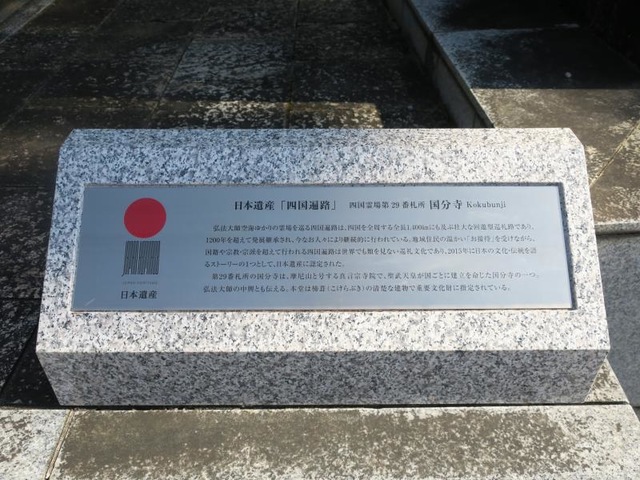 日本遺産「四国遍路」 四国霊場第29番札所 国分寺 Kokubunji
弘法大師空海ゆかりの霊場を巡る四国遍路は、四国を全周する全長1,400kmにも及ぶ壮大な回遊型巡礼路であり、
1200年を超えて発展継承され、今なお人々により継続的に行われている。地域住民の温かい「お接待」を受けながら、
国籍や宗教・宗派を超えて行われる四国遍路は世界でも類を見ない巡礼文化であり、2015年に日本の文化・伝統を語
るストーリーの1つとして、日本遺産に認定された。
第29番札所の国分寺は、摩尼山と号する真言宗寺院で、聖武天皇が国ごとに建立を命じた国分寺の一つ。
弘法大師の中興とも伝える。本堂は杮葺(こけらぶき)の清楚な建物で重要文化財に指定されている。
日本遺産